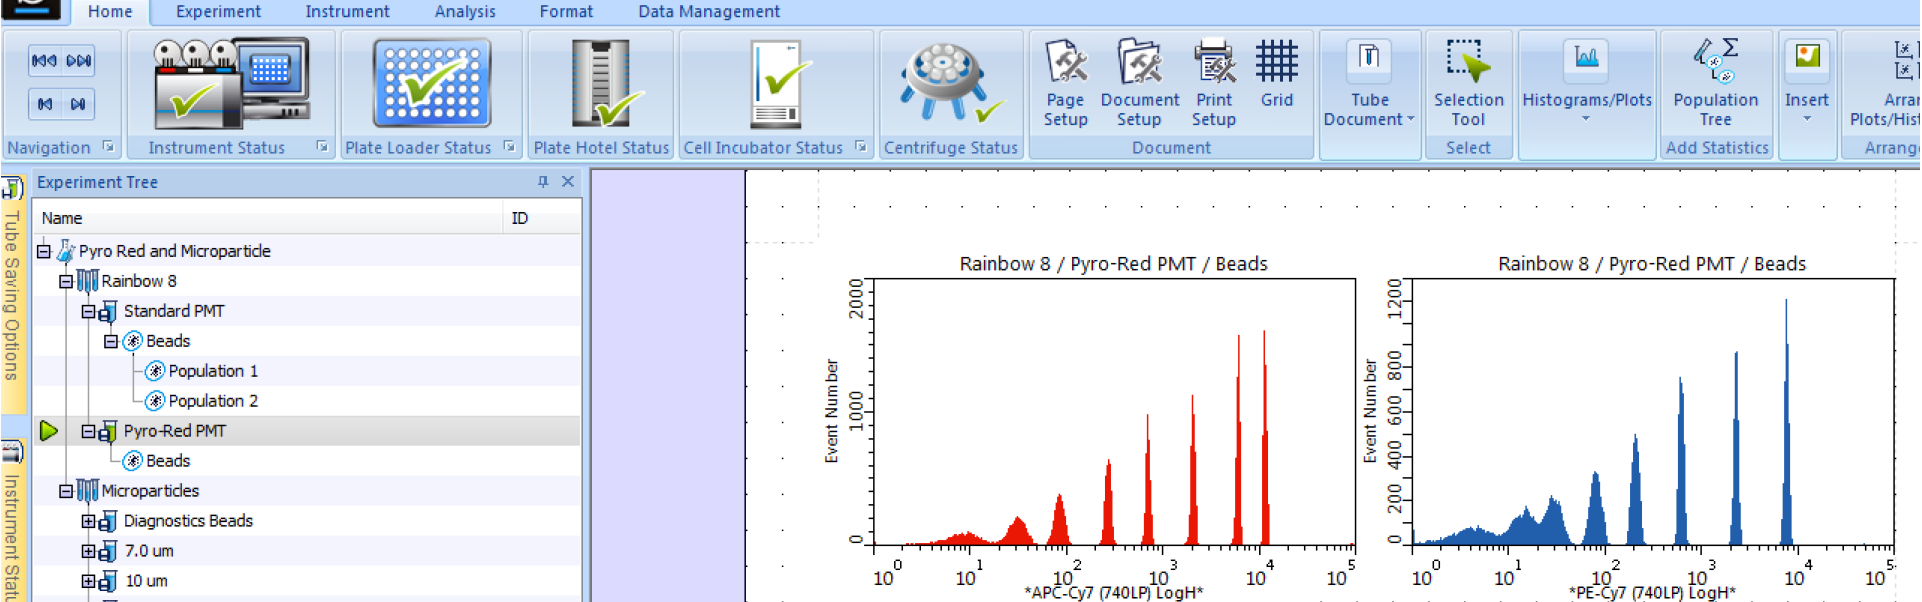 Home Experiment Instrument Analysis Format Data Management
Page Setup
Document Setup
Print Setup
Grid
Tube Document
Selection Tool
Histograms/Plots
Population Tree
Insert
Navigation
Instrument Status
Plate Loader Status
Plate Hotel Status
Cell Incubator Status
Centrifuge Status
Document
Select
Add Statistics
Tube Saving Options
Experiment Tree
Name ID
Pyro Red and Microparticle
Rainbow 8
Standard PMT
Beads
Population 1
Population 2
Pyro-Red PMT
Beads
Microparticles
Diagnostics Beads
7.0 um
10 um
Rainbow 8 / Pyro-Red PMT / Beads
Event Number
2000
1000
0
10^0 10^1 10^2 10^3 10^4 10^5
*APC-Cy7 (740LP) LogH*
Rainbow 8 / Pyro-Red PMT / Beads
Event Number
1200
800
600
400
200
0
10^0 10^1 10^2 10^3 10^4 10^5
*PE-Cy7 (740LP) LogH*